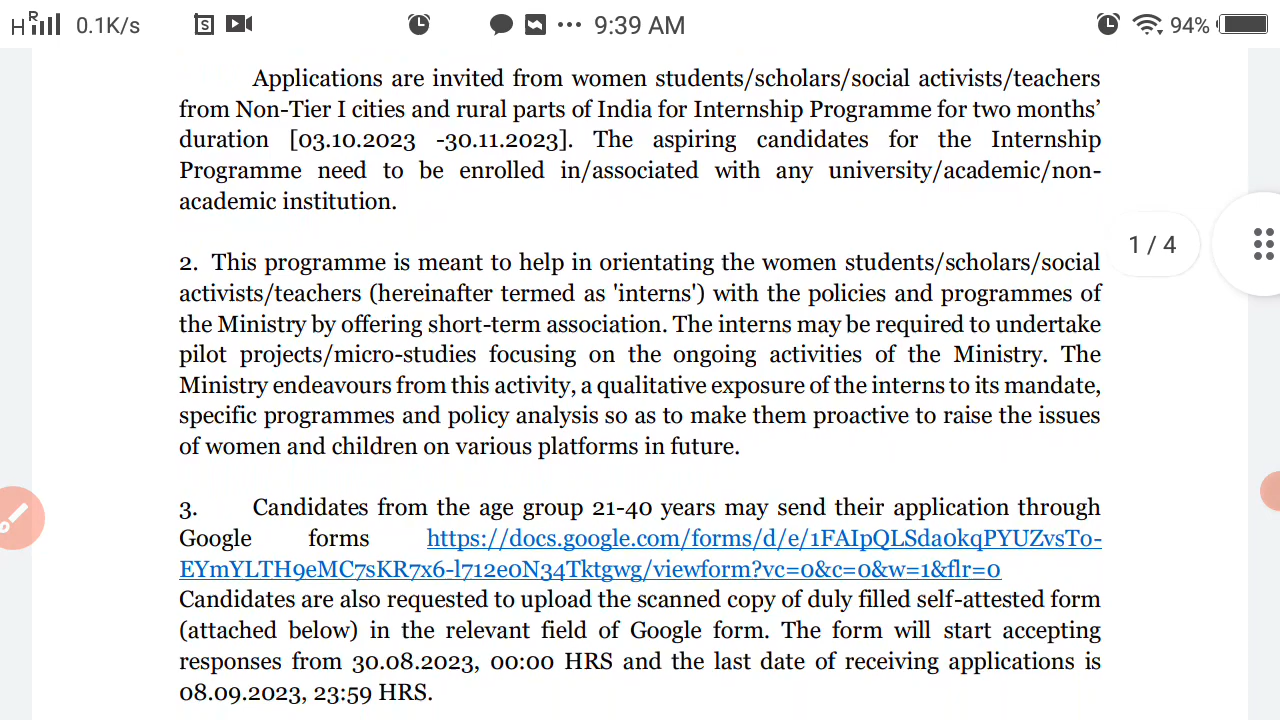 HR 0.1K/s S 9:39 AM 94%
Applications are invited from women students/scholars/social activists/teachers
from Non-Tier I cities and rural parts of India for Internship Programme for two months’
duration [03.10.2023 -30.11.2023]. The aspiring candidates for the Internship
Programme need to be enrolled in/associated with any university/academic/non-
academic institution.
1 / 4
2. This programme is meant to help in orientating the women students/scholars/social
activists/teachers (hereinafter termed as 'interns') with the policies and programmes of
the Ministry by offering short-term association. The interns may be required to undertake
pilot projects/micro-studies focusing on the ongoing activities of the Ministry. The
Ministry endeavours from this activity, a qualitative exposure of the interns to its mandate,
specific programmes and policy analysis so as to make them proactive to raise the issues
of women and children on various platforms in future.
3. Candidates from the age group 21-40 years may send their application through
Google forms https://docs.google.com/forms/d/e/1FAIpQLSda0kqPYUZvsTo-
EYmYLTH9eMC7sKR7x6-l712e0N34Tktgwg/viewform?vc=0&c=0&w=1&flr=0
Candidates are also requested to upload the scanned copy of duly filled self-attested form
(attached below) in the relevant field of Google form. The form will start accepting
responses from 30.08.2023, 00:00 HRS and the last date of receiving applications is
08.09.2023, 23:59 HRS.